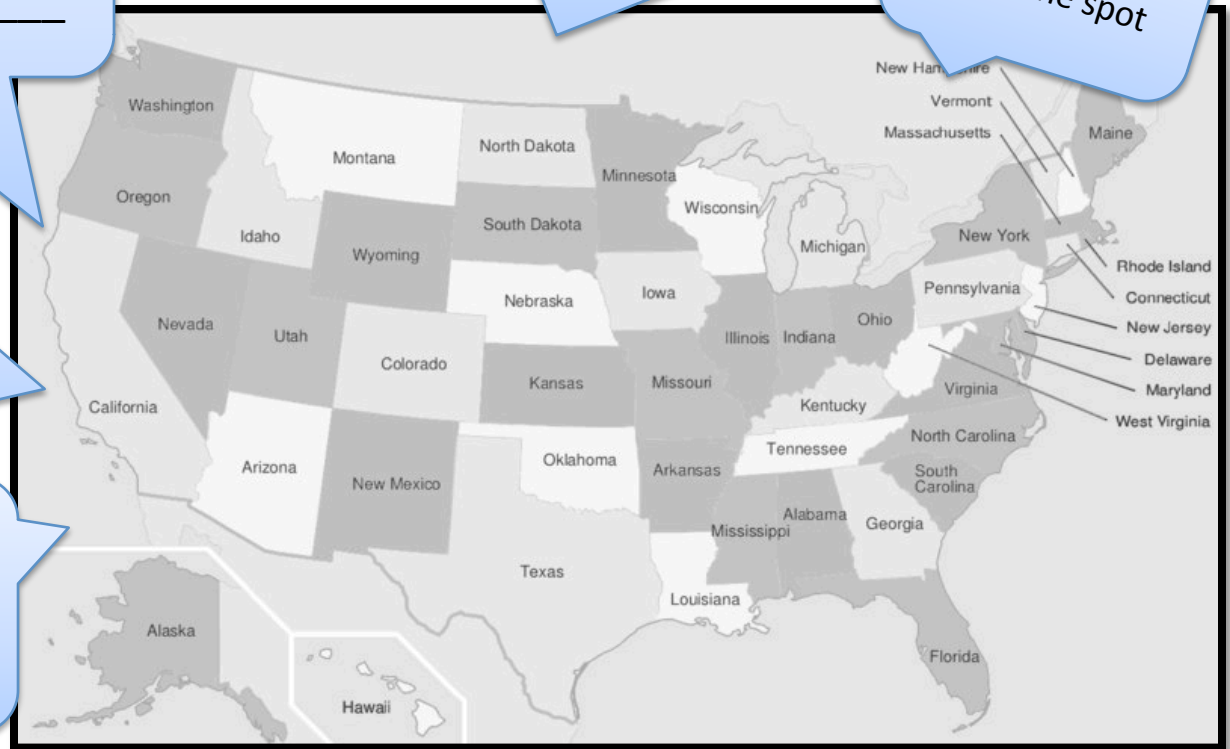 spot
New Hampshire
Vermont
Massachusetts
Maine
Washington
Montana
North Dakota
Minnesota
Oregon
Idaho
Wyoming
South Dakota
Wisconsin
Michigan
New York
Rhode Island
Connecticut
New Jersey
Delaware
Maryland
West Virginia
Nevada
Utah
Colorado
Nebraska
Iowa
Illinois
Indiana
Ohio
Pennsylvania
California
Kansas
Missouri
Kentucky
Virginia
Arizona
New Mexico
Oklahoma
Arkansas
Tennessee
North Carolina
South
Carolina
Texas
Louisiana
Mississippi
Alabama
Georgia
Florida
Alaska
Hawaii